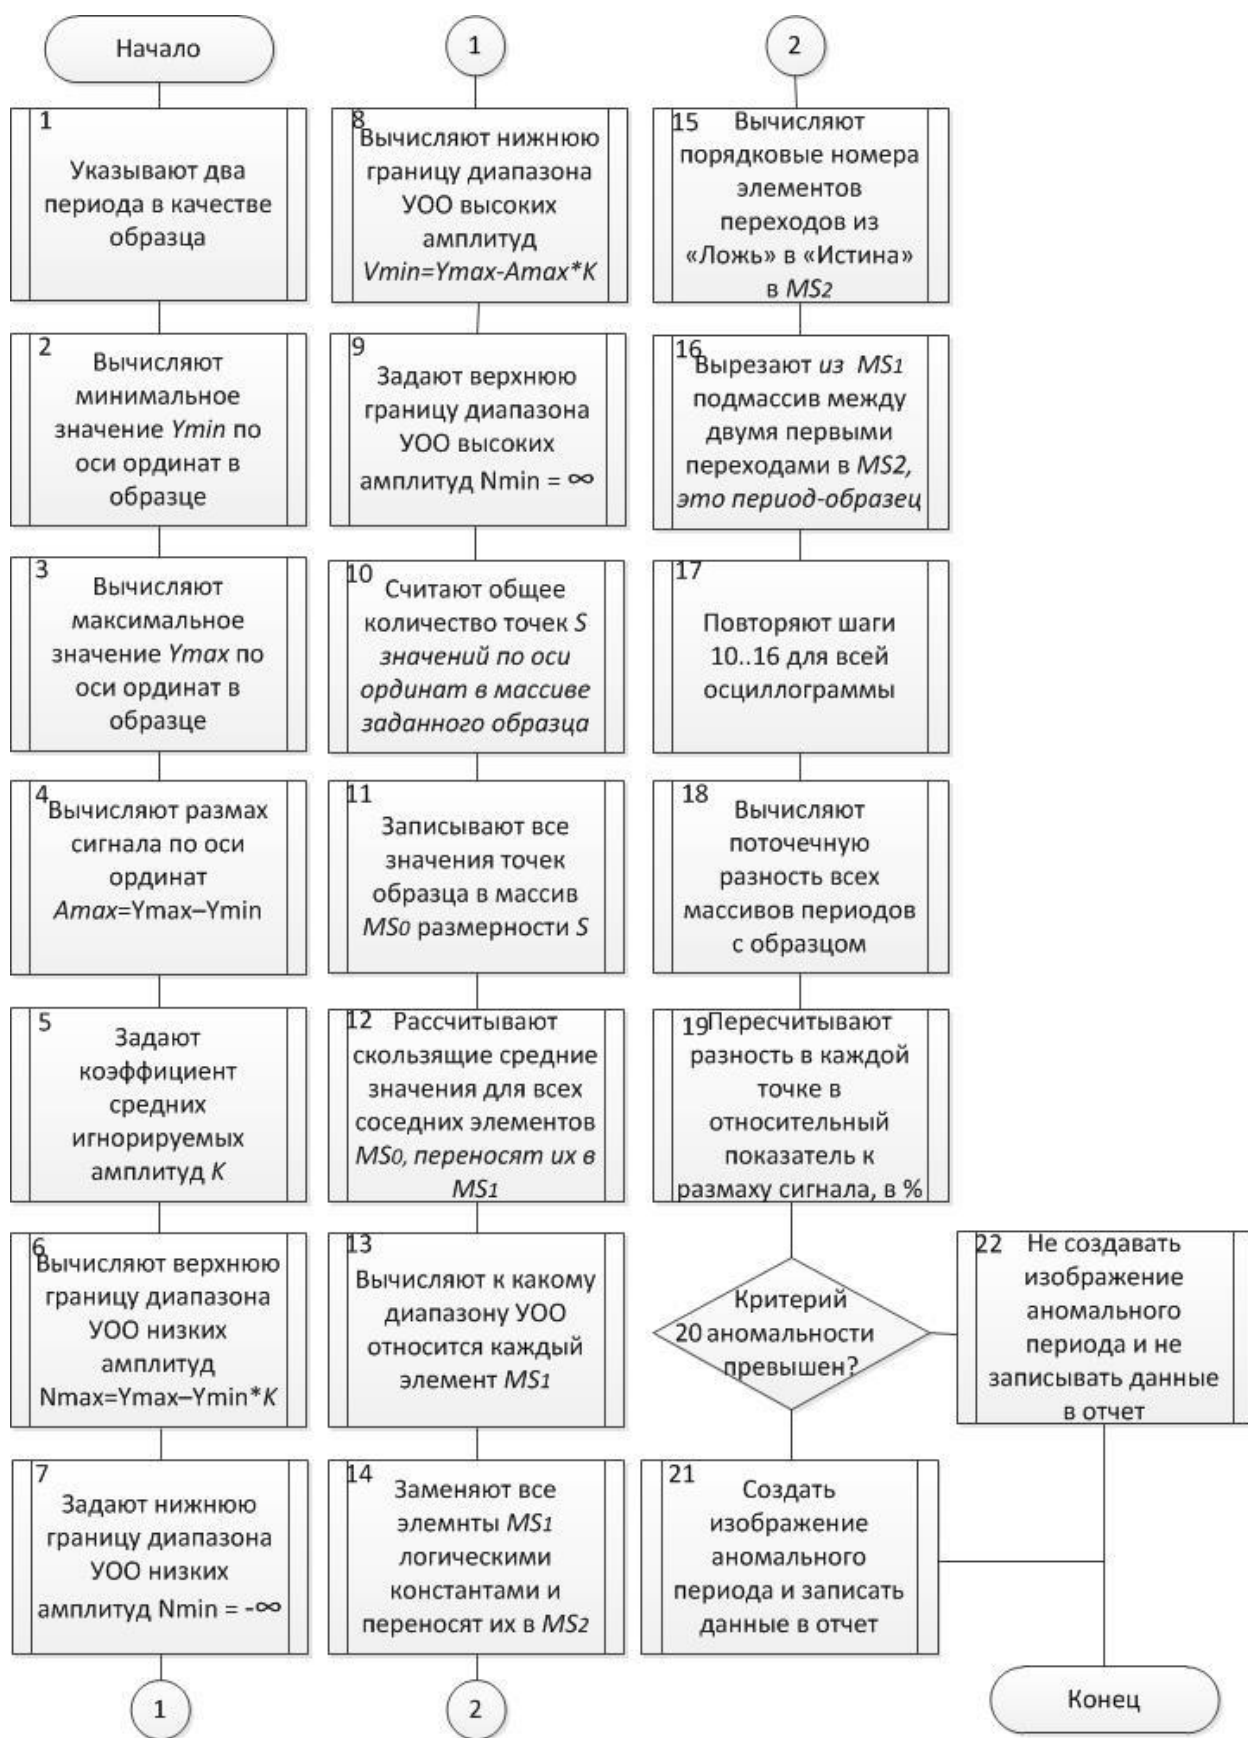 Начало
1
Указывают два
периода в качестве
образца
2
Вычисляют
минимальное
значение Ymin по
оси ординат в
образце
3
Вычисляют
максимальное
значение Ymax по
оси ординат в
образце
4
Вычисляют размах
сигнала по оси
ординат
Amax=Ymax–Ymin
5
Задают
коэффициент
средних
игнорируемых
амплитуд K
6
Вычисляют верхнюю
границу диапазона
УОО низких
амплитуд
Nmax=Ymax–Ymin*K
7
Задают нижнюю
границу диапазона
УОО низких
амплитуд Nmin = -∞
1
1
8
Вычисляют нижнюю
границу диапазона
УОО высоких
амплитуд
Vmin=Ymax-Amax*K
9
Задают верхнюю
границу диапазона
УОО высоких
амплитуд Nmin = ∞
10
Считают общее
количество точек S
значений по оси
ординат в массиве
заданного образца
11
Записывают все
значения точек
образца в массив
MS0 размерности S
12 Рассчитывают
скользящие средние
значения для всех
соседних элементов
MS0, переносят их в
MS1
13
Вычисляют к какому
диапазону УОО
относится каждый
элемент MS1
14
Заменяют все
элемнты MS1
логическими
константами и
переносят их в MS2
2
2
15 Вычисляют
порядковые номера
элементов
переходов из
«Ложь» в «Истина»
в MS2
16
Вырезают из MS1
подмассив между
двумя первыми
переходами в MS2,
это период-образец
17
Повторяют шаги
10..16 для всей
осциллограммы
18
Вычисляют
поточечную
разность всех
массивов периодов
с образцом
19 Пересчитывают
разность в каждой
точке в
относительный
показатель к
размаху сигнала, в %
Критерий
20 аномальности
превышен?
21
Создать
изображение
аномального
периода и записать
данные в отчет
22 Не создавать
изображение
аномального
периода и не
записывать данные
в отчет
Конец